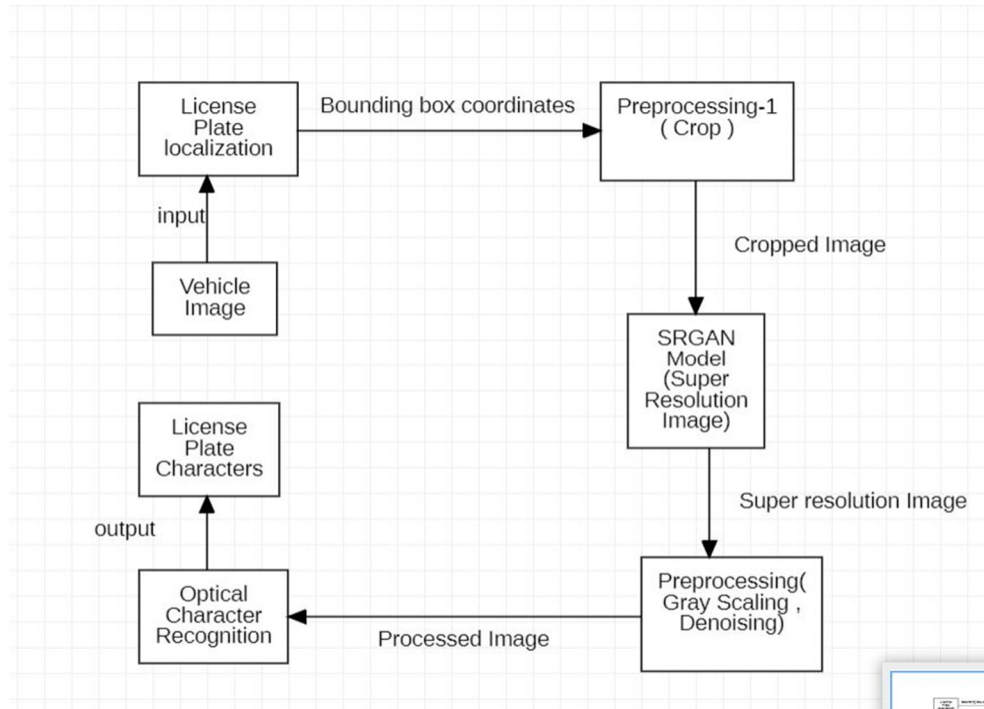 License
Plate
localization
Bounding box coordinates
Preprocessing-1
( Crop )
input
Vehicle
Image
Cropped Image
SRGAN
Model
(Super
Resolution
Image)
License
Plate
Characters
Super resolution Image
output
Optical
Character
Recognition
Processed Image
Preprocessing(
Gray Scaling ,
Denoising)